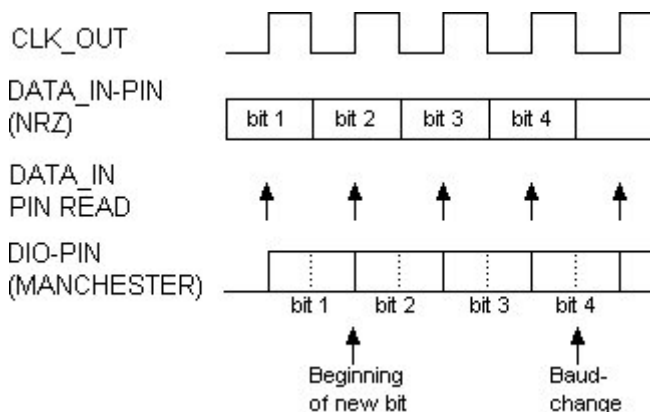 CLK_OUT
DATA_IN-PIN
(NRZ)
bit 1 bit 2 bit 3 bit 4
DATA_IN
PIN READ
DIO-PIN
(MANCHESTER)
bit 1 bit 2 bit 3 bit 4
Beginning
of new bit
Baud-
change